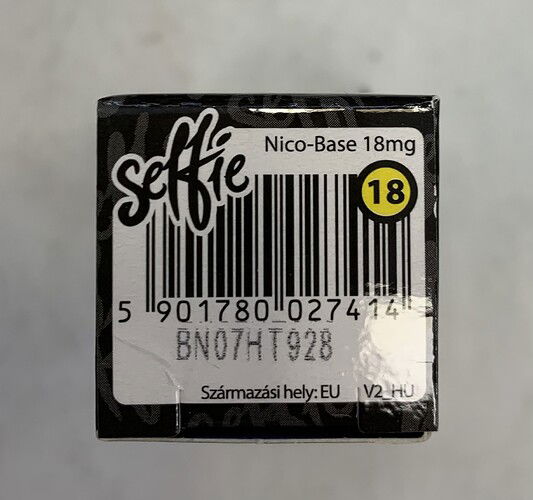 selfie
Nico-Base 18mg
18
5 901780 027414
BN07HT928
Származási hely: EU V2_HU